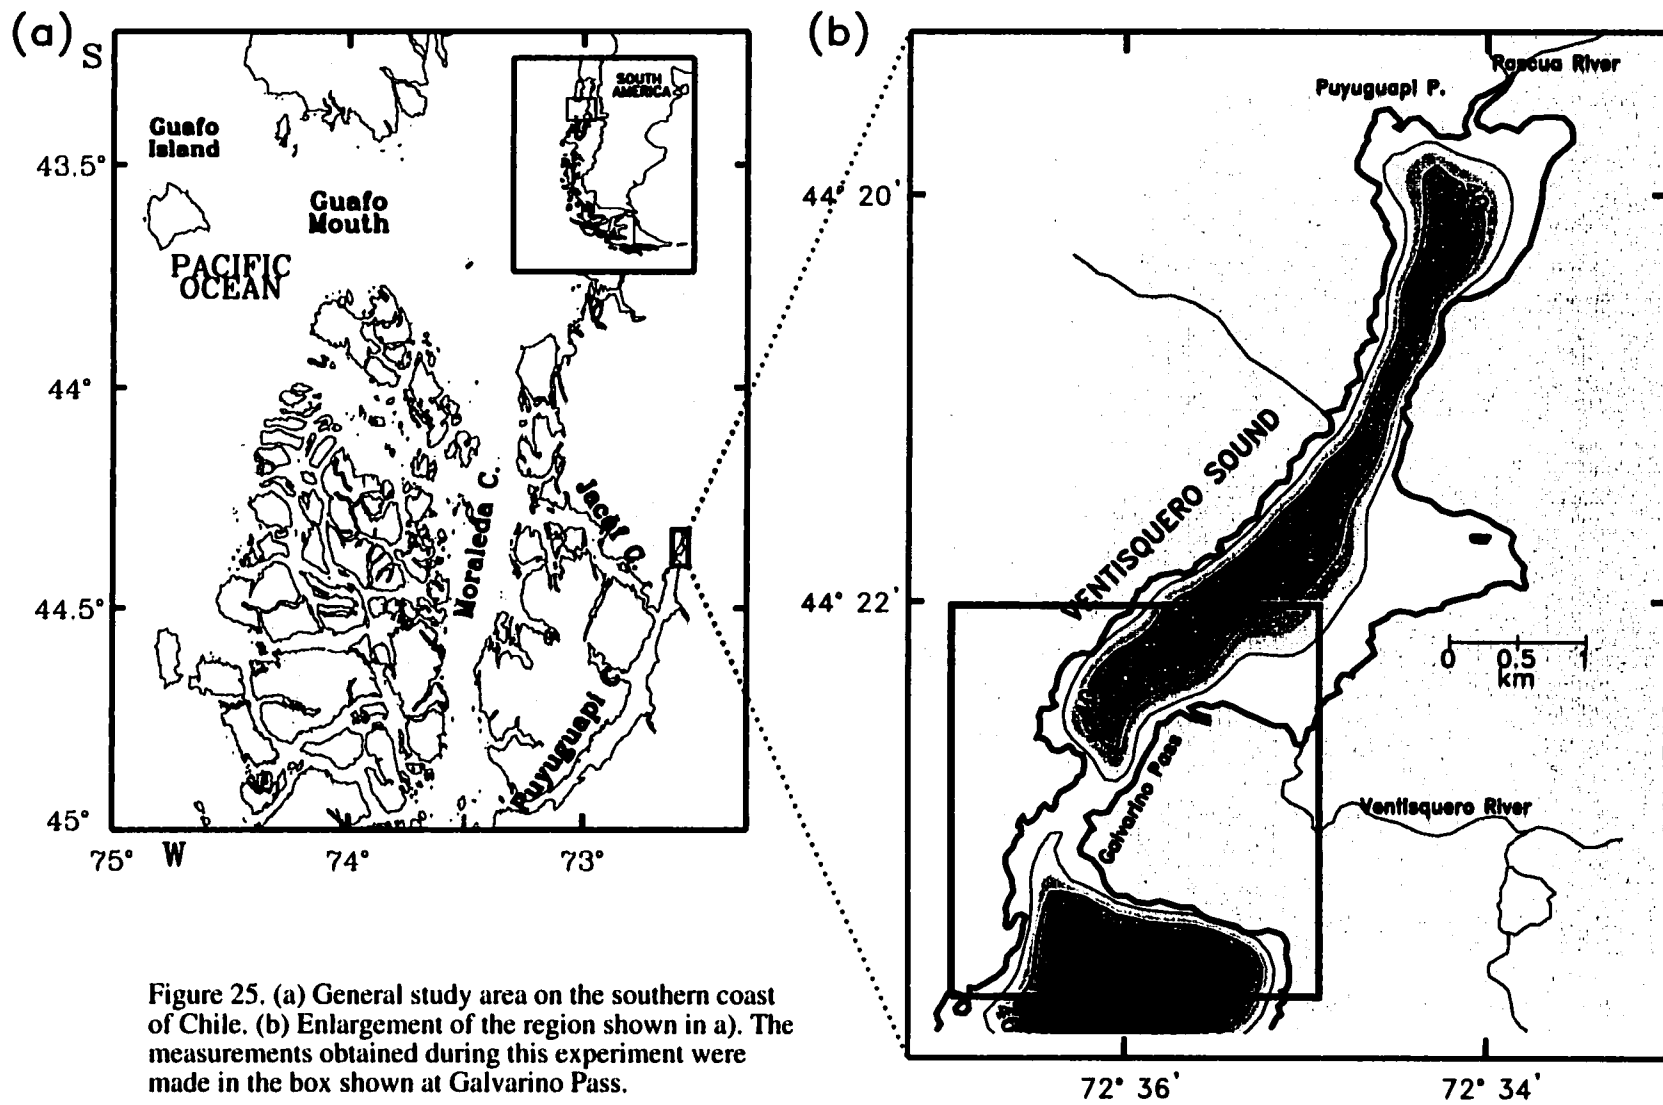 (a)
S
Guafo
Island
43.5°
Guafo
Mouth
PACIFIC
OCEAN
SOUTH
AMERICA
44°
Moraleda C.
Jacaf C.
44.5°
Puyuguapi C
45°
75°
W
74°
73°
(b)
Puyuguapi P.
Pascua River
44° 20'
VENTISQUERO SOUND
44° 22'
0 0.5 1
km
Galvarino Pass
Ventisquero River
72° 36'
72° 34'
Figure 25. (a) General study area on the southern coast
of Chile. (b) Enlargement of the region shown in a). The
measurements obtained during this experiment were
made in the box shown at Galvarino Pass.